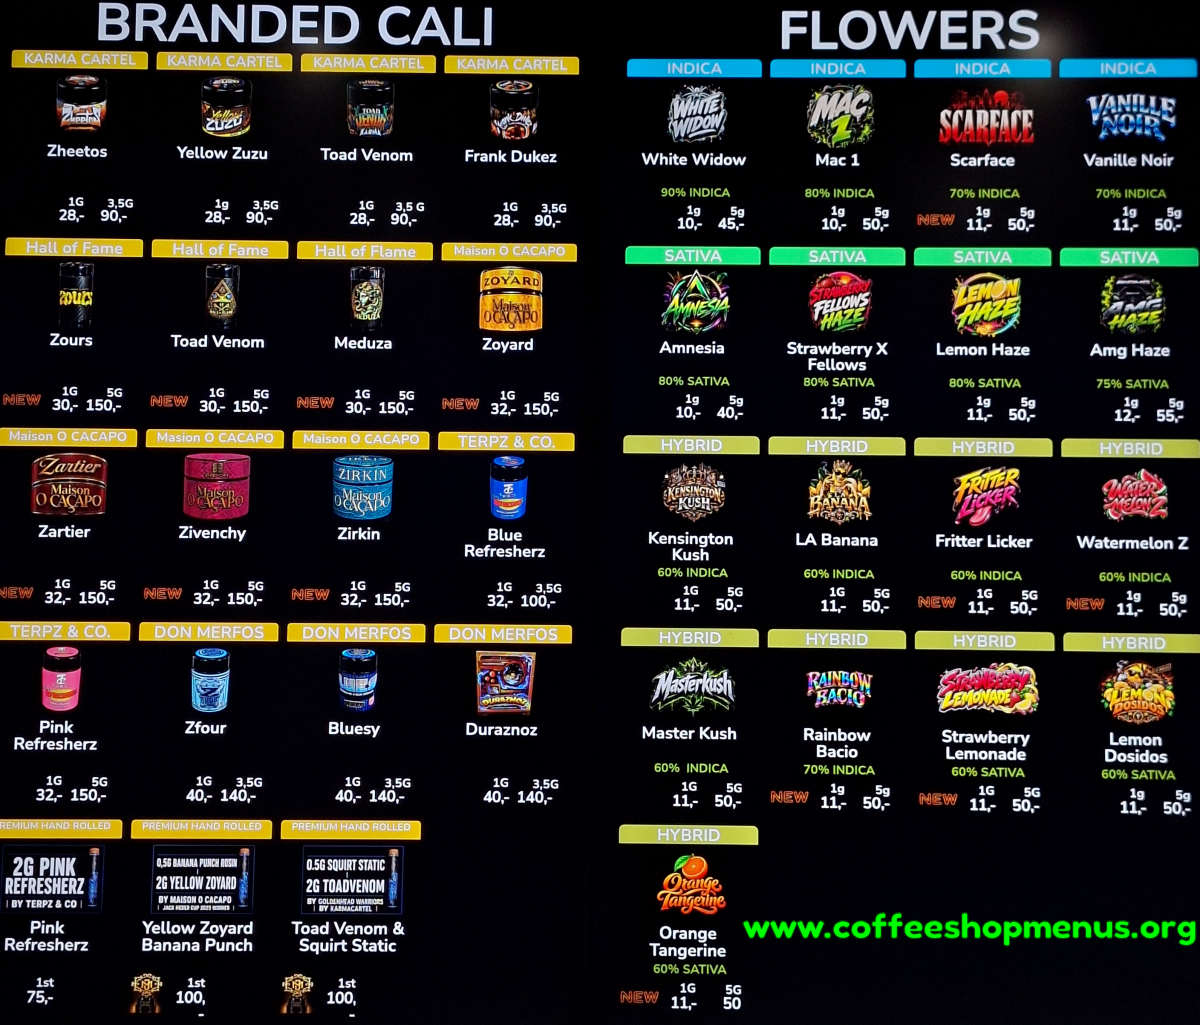 BRANDED CALI
KARMA CARTEL KARMA CARTEL KARMA CARTEL KARMA CARTEL
Zheetos Yellow Zuzu Toad Venom Frank Dukez
1G 3,5G 1g 3,5G 1G 3,5 G 1G 3,5G
28,- 90,- 28,- 90,- 28,- 90,- 28,- 90,-
Hall of Fame Hall of Fame Hall of Flame Maison O CACAPO
ZOYARD
Maison
O CAÇAPO
Zours Toad Venom Meduza Zoyard
1G 5G 1G 5G 1G 5G 1G 5G
NEW 30,- 150,- NEW 30,- 150,- NEW 30,- 150,- NEW 32,- 150,-
Maison O CACAPO Masion O CACAPO Maison O CACAPO TERPZ & CO.
Zartier ZIRKIN
Maison Maison Maison
O CAÇAPO O CAÇAPO O CAÇAPO
Zartier Zivenchy Zirkin Blue
Refresherz
1G 5G 1G 5G 1G 5G 1G 3,5G
NEW 32,- 150,- NEW 32,- 150,- NEW 32,- 150,- 32,- 100,-
TERPZ & CO. DON MERFOS DON MERFOS DON MERFOS
Pink
Refresherz Zfour Bluesy Duraznoz
1G 5G 1G 3,5G 1G 3,5G 1G 3,5G
32,- 150,- 40,- 140,- 40,- 140,- 40,- 140,-
REMIUM HAND ROLLED PREMIUM HAND ROLLED PREMIUM HAND ROLLED
2G PINK
REFRESHERZ
BY TERPZ & CO
0,5G BANANA PUNCH ROSIN
2G YELLOW ZOYARD
BY MAISON O CACAPO
0.5G SQUIRT STATIC
2G TOADVENOM
BY GOLDENHEAD WARRIORS
BY KARMACARTEL
Pink
Refresherz
Yellow Zoyard
Banana Punch
Toad Venom &
Squirt Static
1st 1st 1st
75,- 100, 100,
- -
FLOWERS
INDICA INDICA INDICA INDICA
WHITE
WIDOW
MAC
1
SCARFACE
VANILLE
NOIR
White Widow Mac 1 Scarface Vanille Noir
90% INDICA 80% INDICA 70% INDICA 70% INDICA
1g 5g 1g 5g 1g 5g 1g 5g
10,- 45,- 10,- 50,- NEW 11,- 50,- 11,- 50,-
SATIVA SATIVA SATIVA SATIVA
AMNESIA
STRAWBERRY
FELLOWS
HAZE
LEMON
HAZE
AMG
HAZE
Amnesia Strawberry X
Fellows Lemon Haze Amg Haze
80% SATIVA 80% SATIVA 80% SATIVA 75% SATIVA
1g 5g 1g 5g 1g 5g 1g 5g
10,- 40,- 11,- 50,- 11,- 50,- 12,- 55,-
HYBRID HYBRID HYBRID HYBRID
KENSINGTON
KUSH
LA
BANANA
FRITTER
LICKER
WATER
MELON Z
Kensington
Kush LA Banana Fritter Licker Watermelon Z
60% INDICA 60% INDICA 60% INDICA 60% INDICA
1G 5G 1G 5G 1G 5G 1g 5g
11,- 50,- 11,- 50,- NEW 11,- 50,- NEW 11,- 50,-
HYBRID HYBRID HYBRID HYBRID
Masterkush
RAINBOW
BACIO
STRAWBERRY
LEMONADE
LEMON
DOSIDOS
Master Kush Rainbow
Bacio
Strawberry
Lemonade
Lemon
Dosidos
60% INDICA 70% INDICA 60% SATIVA 60% SATIVA
1G 5G 1g 5g 1G 5G 1g 5g
11,- 50,- NEW 11,- 50,- NEW 11,- 50,- 11,- 50,-
HYBRID
Orange
Tangerine
Orange
Tangerine
60% SATIVA
1G 5G
NEW 11,- 50
www.coffeeshopmenus.org